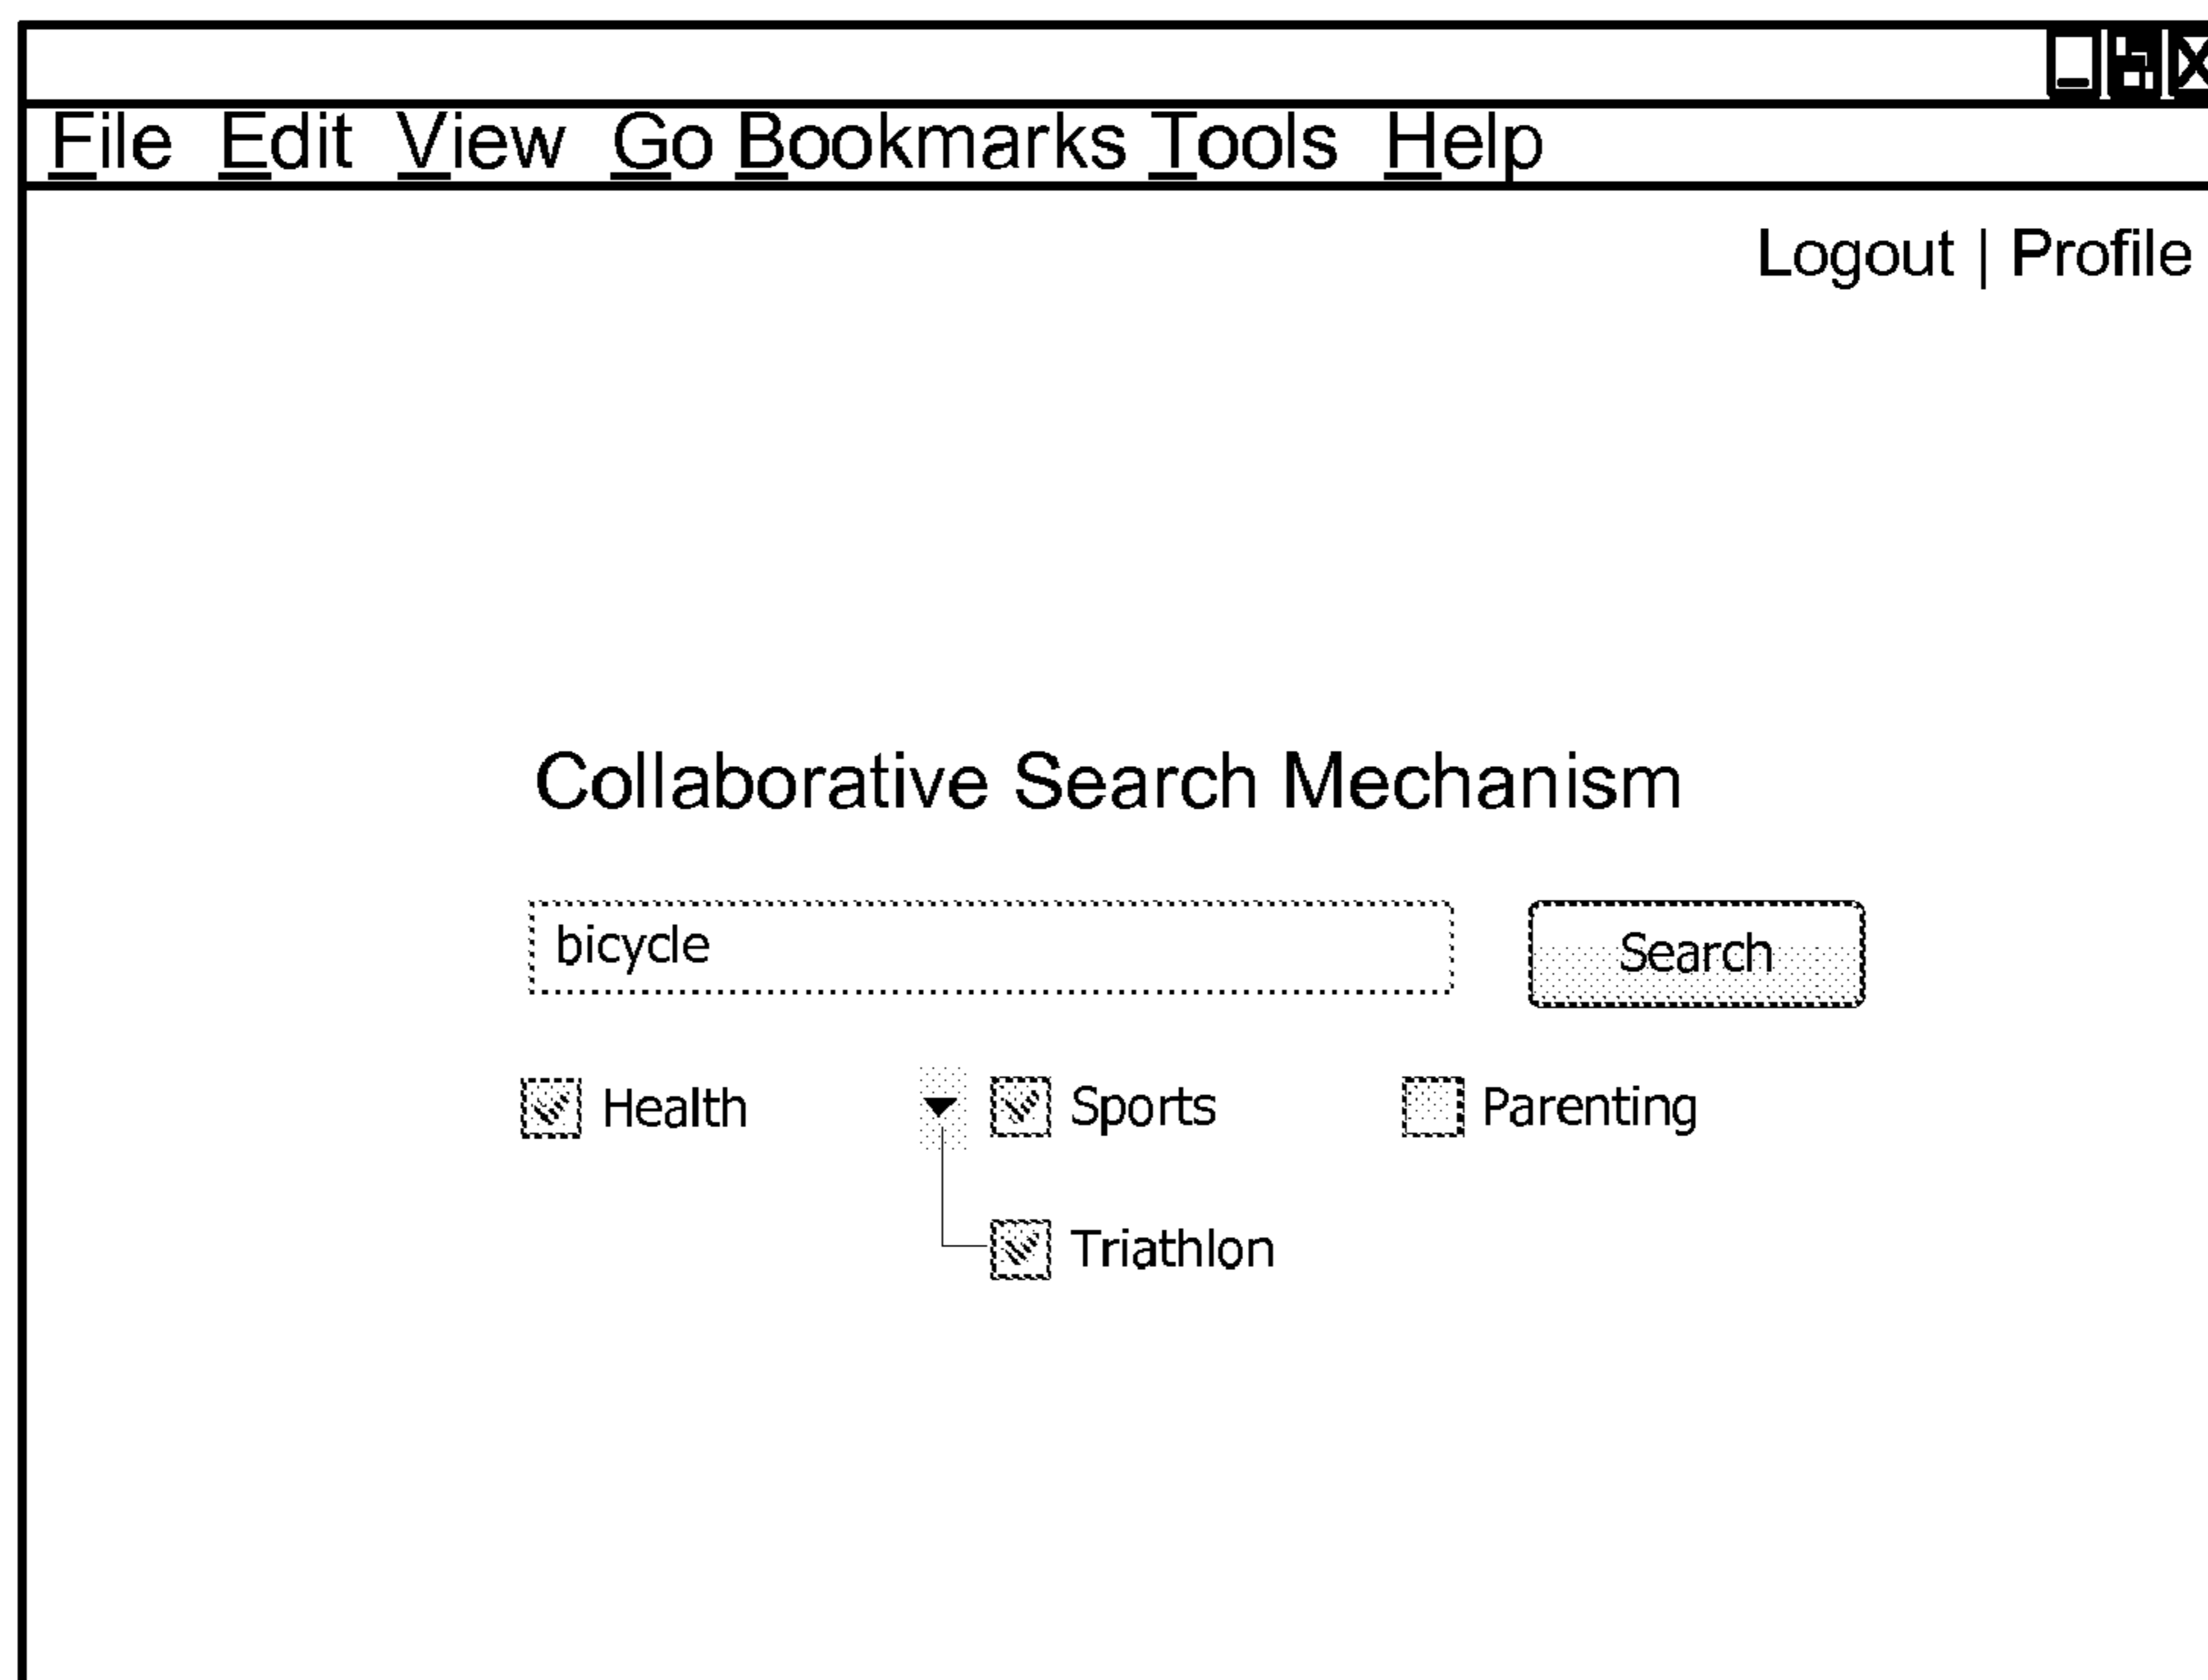 File Edit View Go Bookmarks Tools Help
Logout | Profile
Collaborative Search Mechanism
bicycle Search
Health Sports Parenting
Triathlon